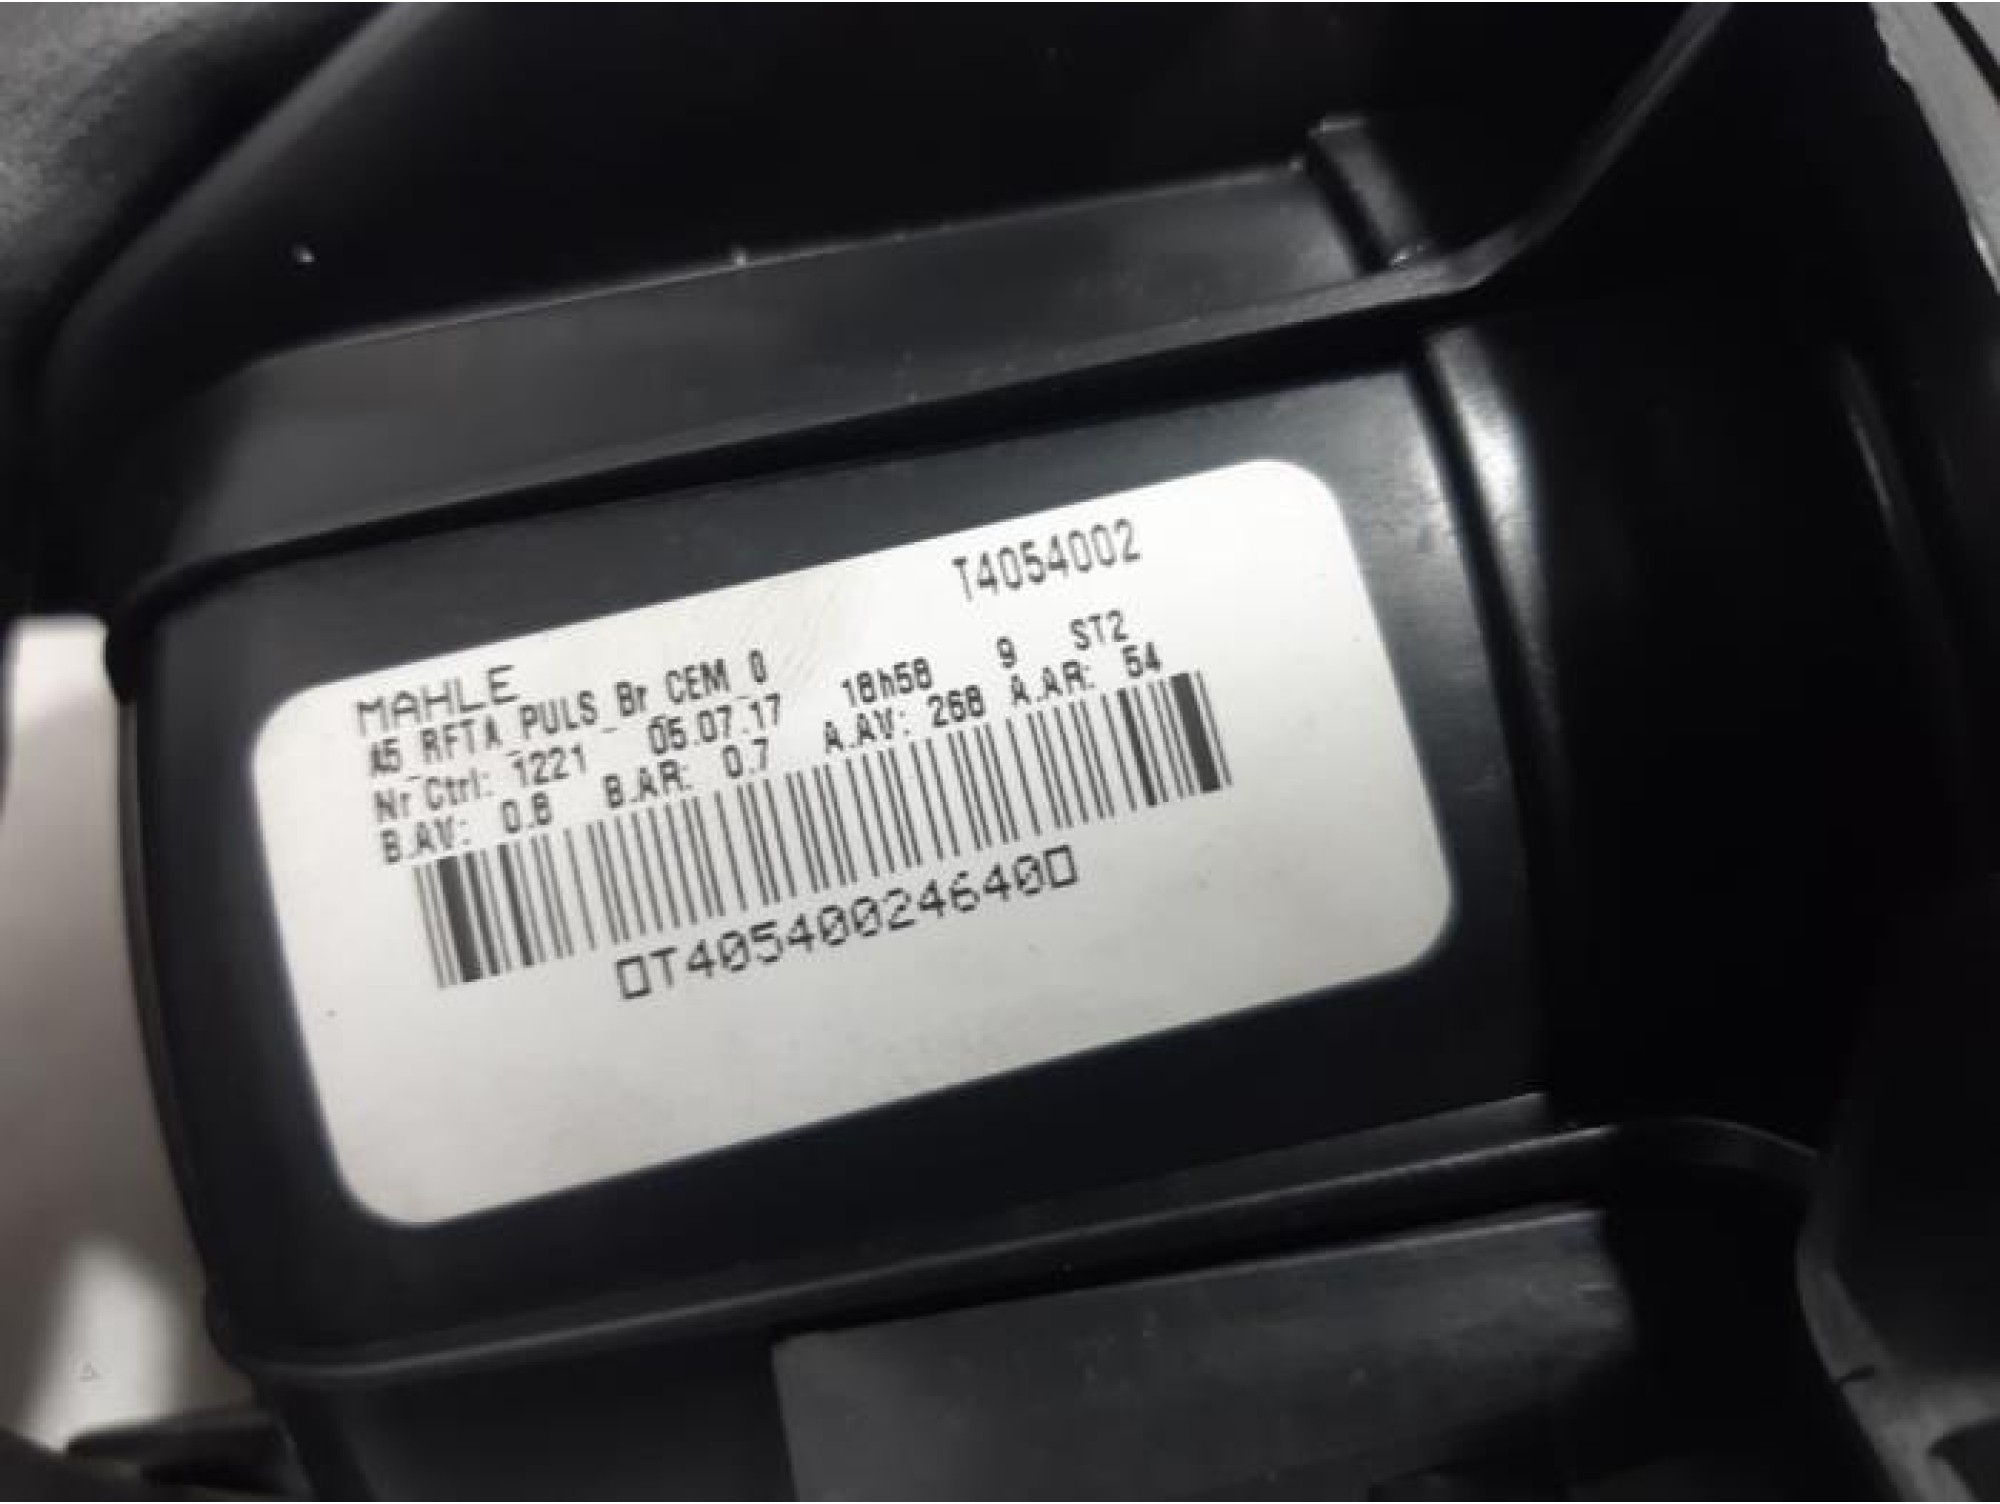 T4054002
MAHLE
A5_RFTA_PULS_Br_CEM_0
Nr Ctrl: 1221 05.07.17 18h58 9 ST2
B.AV: 0.8 B.AR: 0.7 A.AV: 268 A.AR: 54
T40540024640